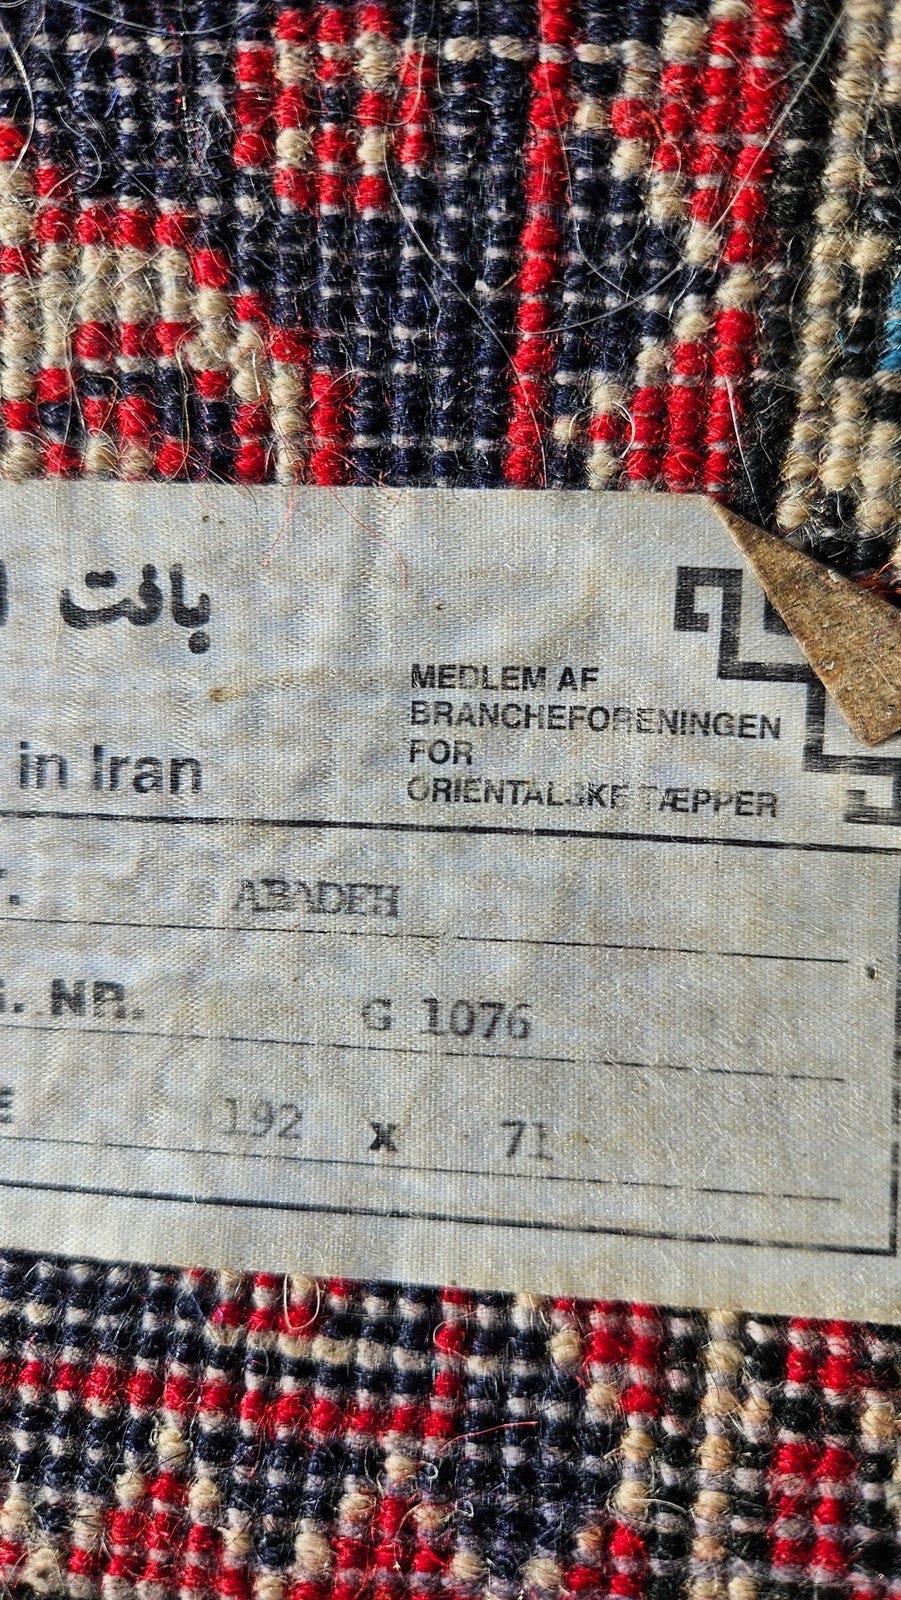 بافت
in Iran
MEDLEM AF
BRANCHEFORENINGEN
FOR
ORIENTALSKE TÆPPER
ABADEH
. NR. G 1076
E 192 x 71